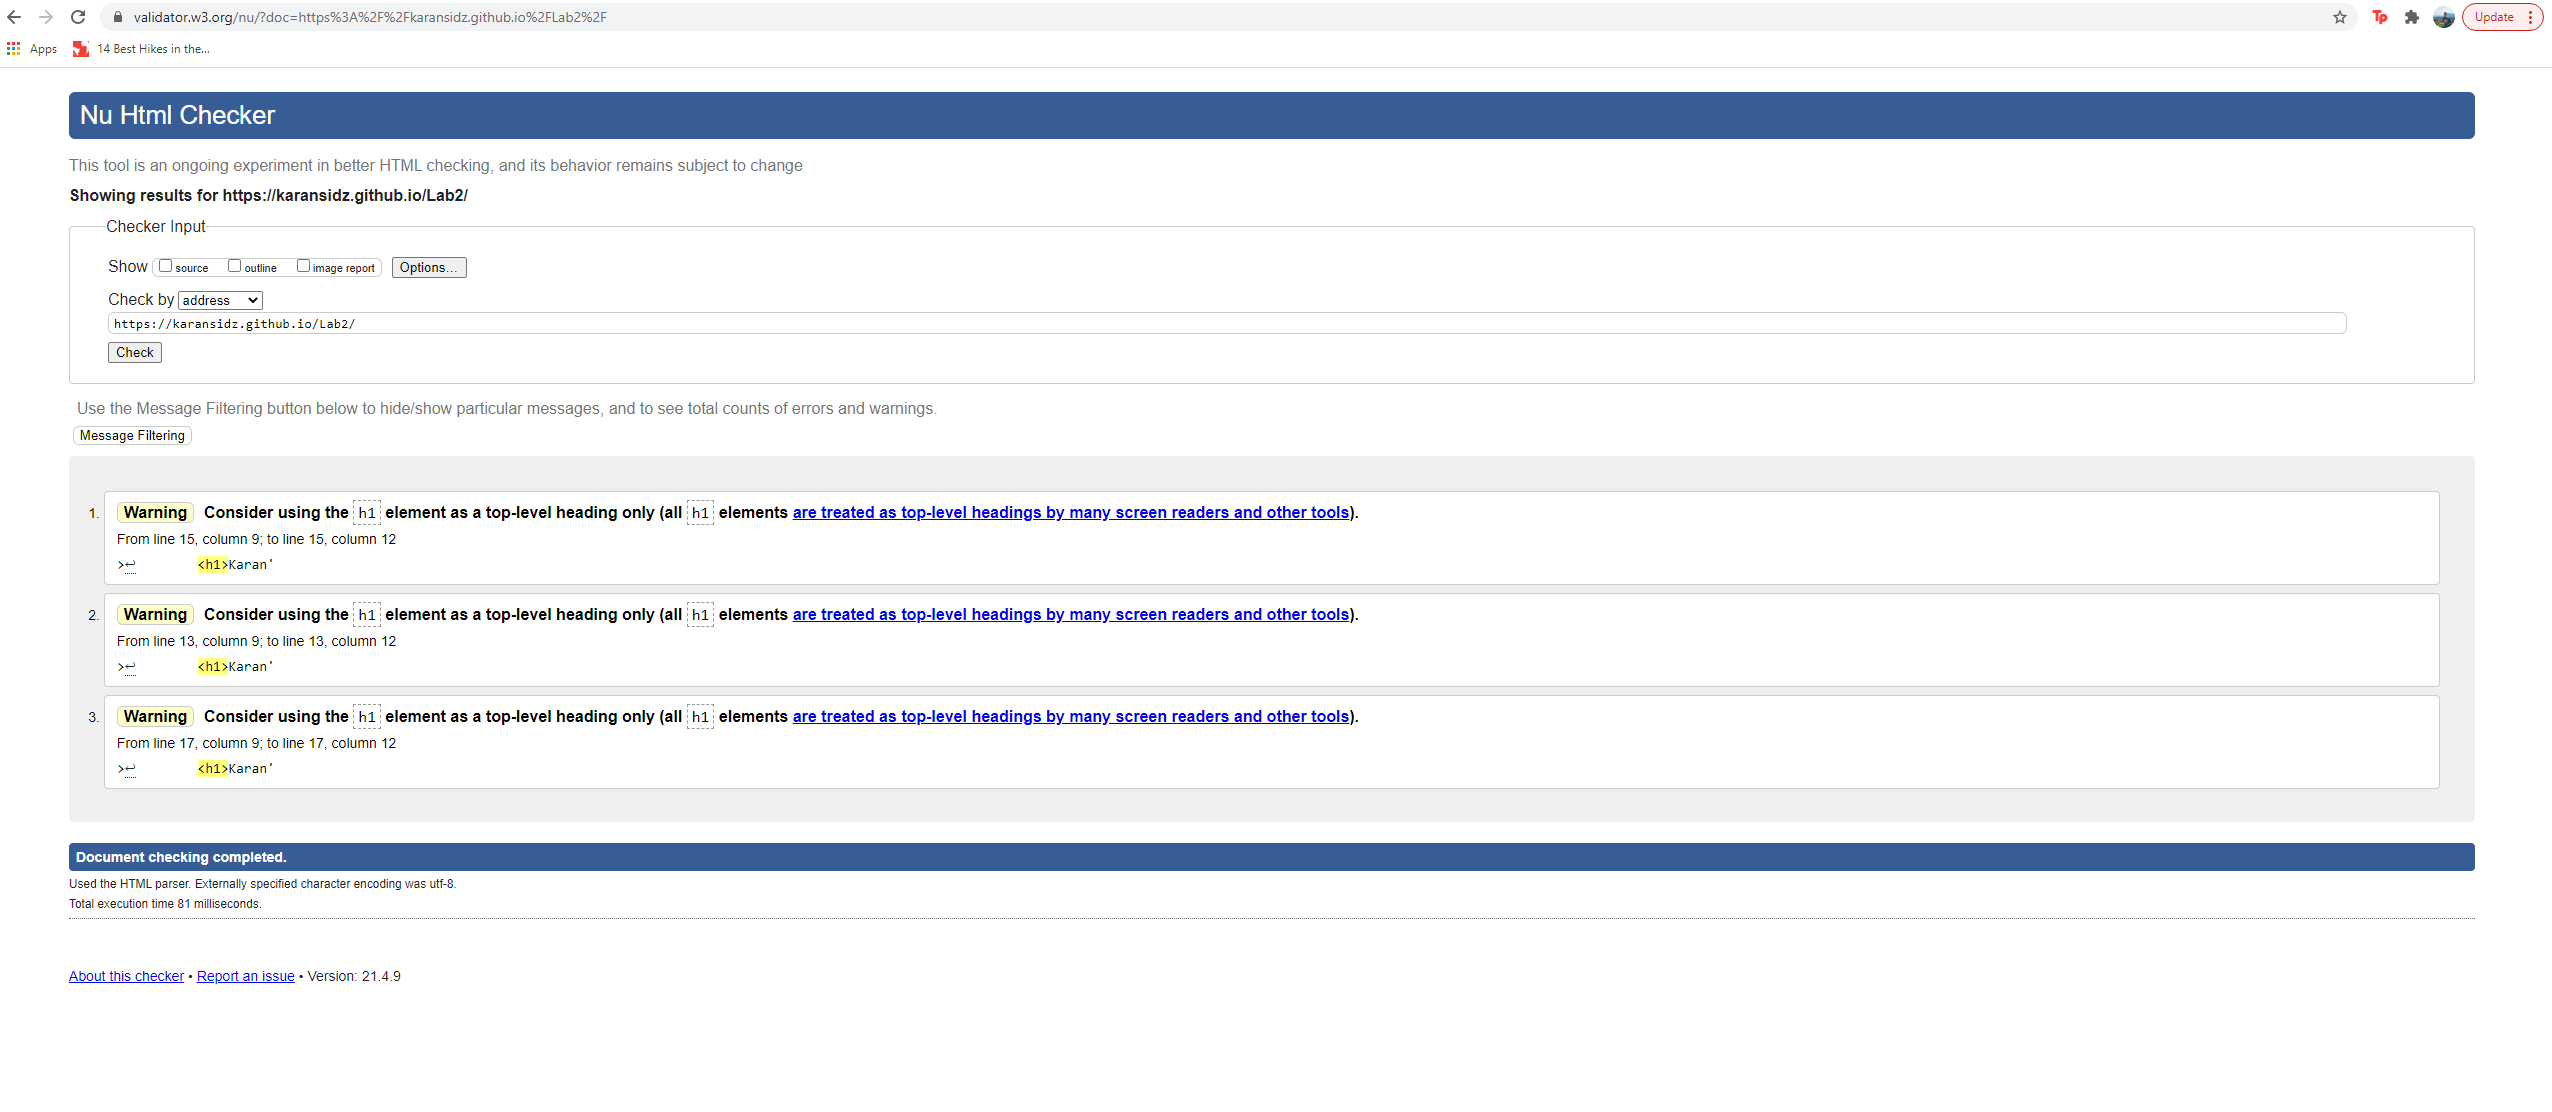 validator.w3.org/nu/?doc=https%3A%2F%2Fkaransidz.github.io%2FLab2%2F
Tp
Update
Apps 14 Best Hikes in the...
Nu Html Checker
This tool is an ongoing experiment in better HTML checking, and its behavior remains subject to change
Showing results for https://karansidz.github.io/Lab2/
Checker Input
Show source outline image report Options...
Check by address
https://karansidz.github.io/Lab2/
Check
Use the Message Filtering button below to hide/show particular messages, and to see total counts of errors and warnings.
Message Filtering
1. Warning Consider using the h1 element as a top-level heading only (all h1 elements are treated as top-level headings by many screen readers and other tools).
From line 15, column 9; to line 15, column 12
>↩ <h1>Karan'
2. Warning Consider using the h1 element as a top-level heading only (all h1 elements are treated as top-level headings by many screen readers and other tools).
From line 13, column 9; to line 13, column 12
>↩ <h1>Karan'
3. Warning Consider using the h1 element as a top-level heading only (all h1 elements are treated as top-level headings by many screen readers and other tools).
From line 17, column 9; to line 17, column 12
>↩ <h1>Karan'
Document checking completed.
Used the HTML parser. Externally specified character encoding was utf-8.
Total execution time 81 milliseconds.
About this checker • Report an issue • Version: 21.4.9